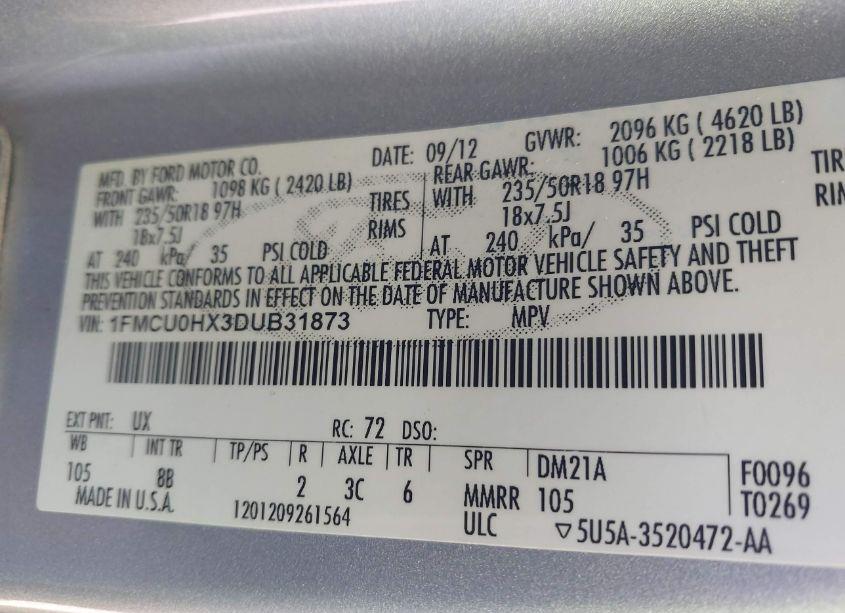 MFD. BY FORD MOTOR CO. DATE: 09/12 GVWR: 2096 KG ( 4620 LB)
FRONT GAWR: 1098 KG ( 2420 LB) REAR GAWR: 1006 KG ( 2218 LB)
WITH 235/50R18 97H TIRES WITH 235/50R18 97H TIRE
18x7.5J RIMS 18x7.5J RIM
AT 240 kPa/ 35 PSI COLD AT 240 kPa/ 35 PSI COLD
THIS VEHICLE CONFORMS TO ALL APPLICABLE FEDERAL MOTOR VEHICLE SAFETY AND THEFT
PREVENTION STANDARDS IN EFFECT ON THE DATE OF MANUFACTURE SHOWN ABOVE.
VIN: 1FMCU0HX3DUB31873 TYPE: MPV
EXT PNT: UX RC: 72 DSO:
WB INT TR TP/PS R AXLE TR SPR DM21A F0096
105 8B 2 3C 6 MMRR 105 T0269
MADE IN U.S.A. 1201209261564 ULC ▽5U5A-3520472-AA